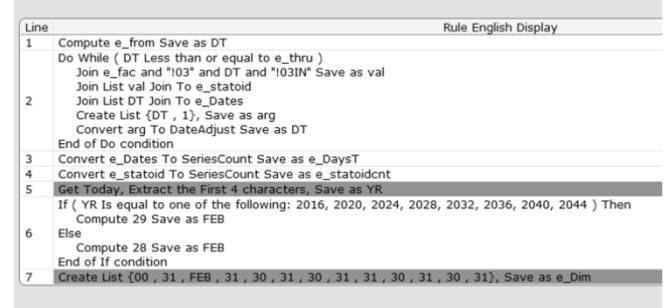 Line Rule English Display
1 Compute e_from Save as DT
Do While ( DT Less than or equal to e_thru )
Join e_fac and "!03" and DT and "!03IN" Save as val
Join List val Join To e_statoid
2 Join List DT Join To e_Dates
Create List {DT , 1}, Save as arg
Convert arg To DateAdjust Save as DT
End of Do condition
3 Convert e_Dates To SeriesCount Save as e_DaysT
4 Convert e_statoid To SeriesCount Save as e_statoidcnt
5 Get Today, Extract the First 4 characters, Save as YR
If ( YR Is equal to one of the following: 2016, 2020, 2024, 2028, 2032, 2036, 2040, 2044 ) Then
Compute 29 Save as FEB
6 Else
Compute 28 Save as FEB
End of If condition
7 Create List {00 , 31 , FEB , 31 , 30 , 31 , 30 , 31 , 31 , 30 , 31 , 30 , 31}, Save as e_Dim